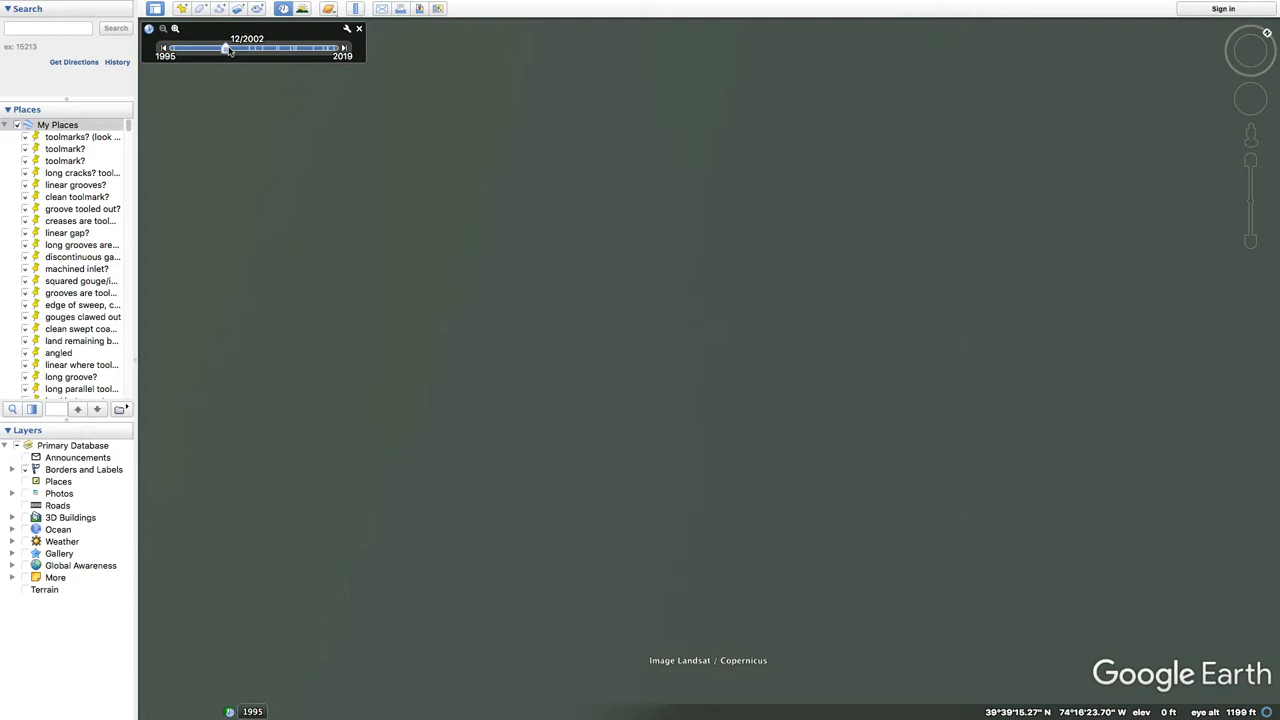 Search
Sign in
Search
ex: 15213
Get Directions
History
12/2002
1995
2019
Places
My Places
toolmarks? (look ...
toolmark?
toolmark?
long cracks? tool...
linear grooves?
clean toolmark?
groove tooled out?
creases are tool...
linear gap?
long grooves are...
discontinuous ga...
machined inlet?
squared gouge/i...
grooves are tool...
edge of sweep, c...
gouges clawed out
clean swept coa...
land remaining b...
angled
linear where tool...
long groove?
long parallel tool...
Layers
Primary Database
Announcements
Borders and Labels
Places
Photos
Roads
3D Buildings
Ocean
Weather
Gallery
Global Awareness
More
Terrain
Image Landsat / Copernicus
Google Earth
1995
39°39'15.27" N 74°16'23.70" W elev 0 ft eye alt 1199 ft